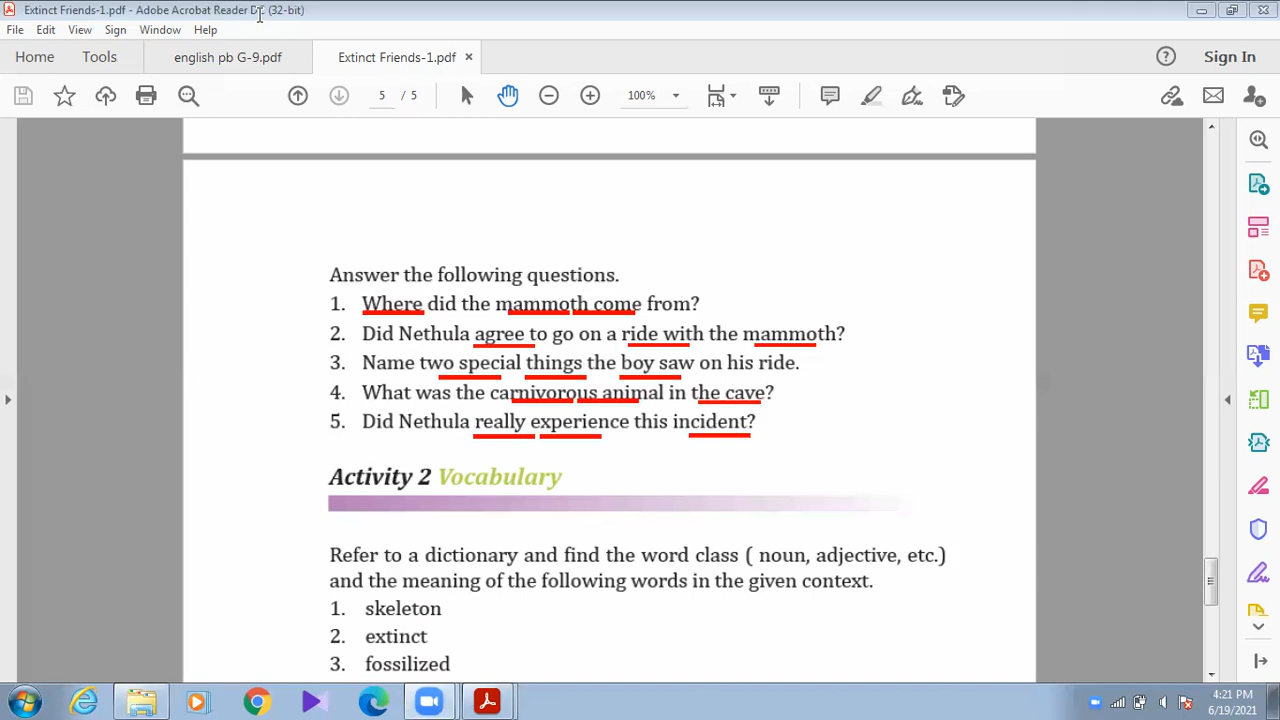 Extinct Friends-1.pdf - Adobe Acrobat Reader DC (32-bit)
File Edit View Sign Window Help
Home Tools english pb G-9.pdf Extinct Friends-1.pdf × Sign In
5 / 5 100%
Answer the following questions.
1. Where did the mammoth come from?
2. Did Nethula agree to go on a ride with the mammoth?
3. Name two special things the boy saw on his ride.
4. What was the carnivorous animal in the cave?
5. Did Nethula really experience this incident?
Activity 2 Vocabulary
Refer to a dictionary and find the word class ( noun, adjective, etc.)
and the meaning of the following words in the given context.
1. skeleton
2. extinct
3. fossilized
4:21 PM
6/19/2021